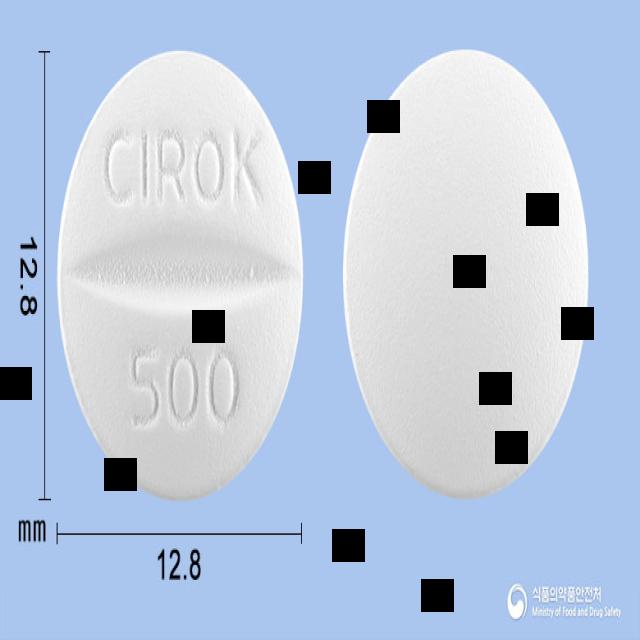 CIROK
500
12.8
mm
12.8
식품의약품안전처
Ministry of Food and Drug Safety